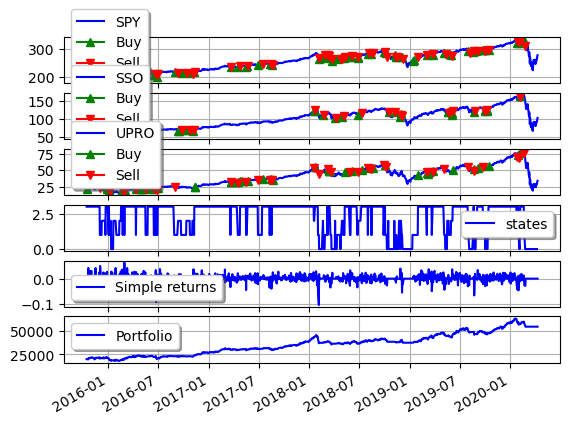 SPY
Buy
Sell
300
200
SSO
Buy
Sell
150
100
50
UPRO
Buy
Sell
75
50
25
2.5
0.0
states
0.0
−0.1
Simple returns
50000
25000
Portfolio
2016-01
2016-07
2017-01
2017-07
2018-01
2018-07
2019-01
2019-07
2020-01